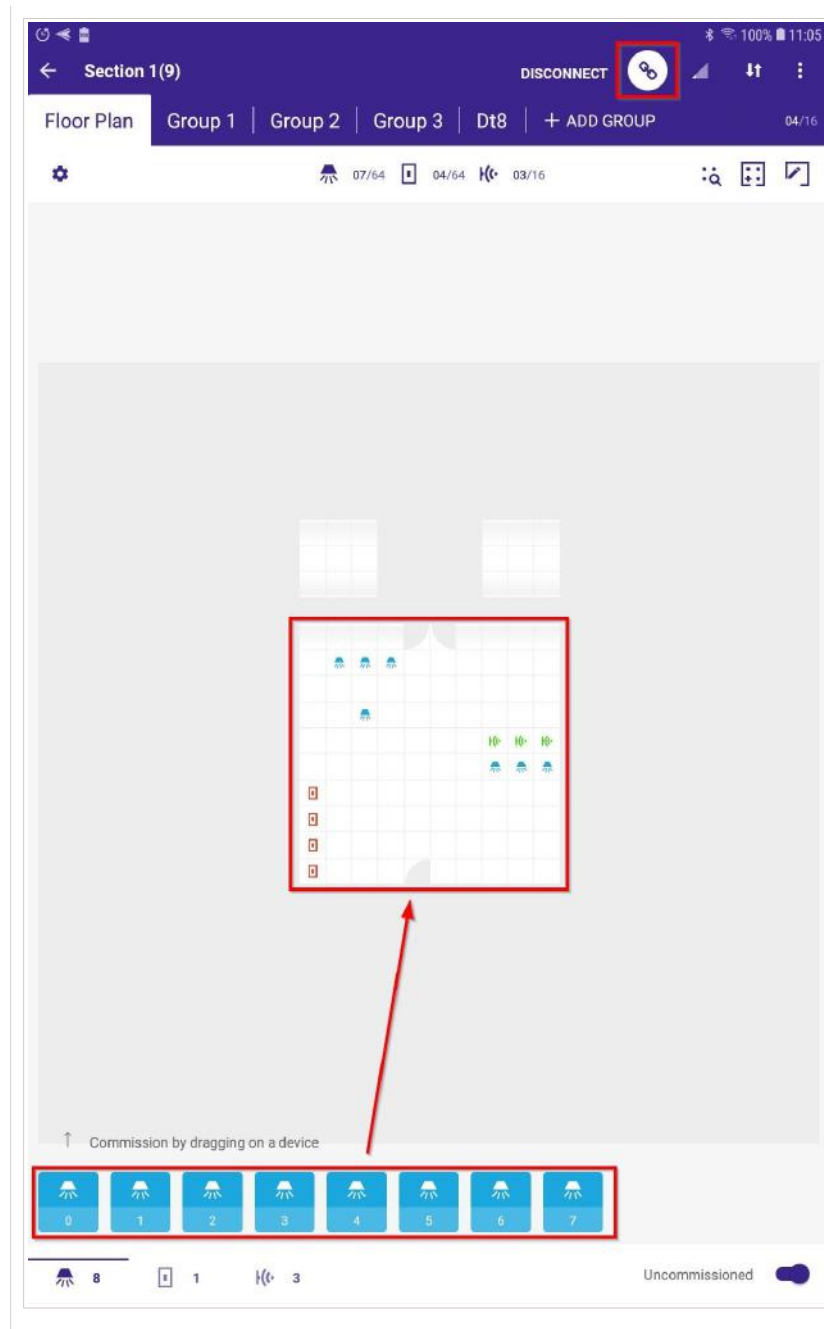 100% 11:05
Section 1(9) DISCONNECT
Floor Plan Group 1 Group 2 Group 3 Dt8 + ADD GROUP 04/16
07/64 04/64 03/16
Commission by dragging on a device
0 1 2 3 4 5 6 7
8 1 3 Uncommissioned